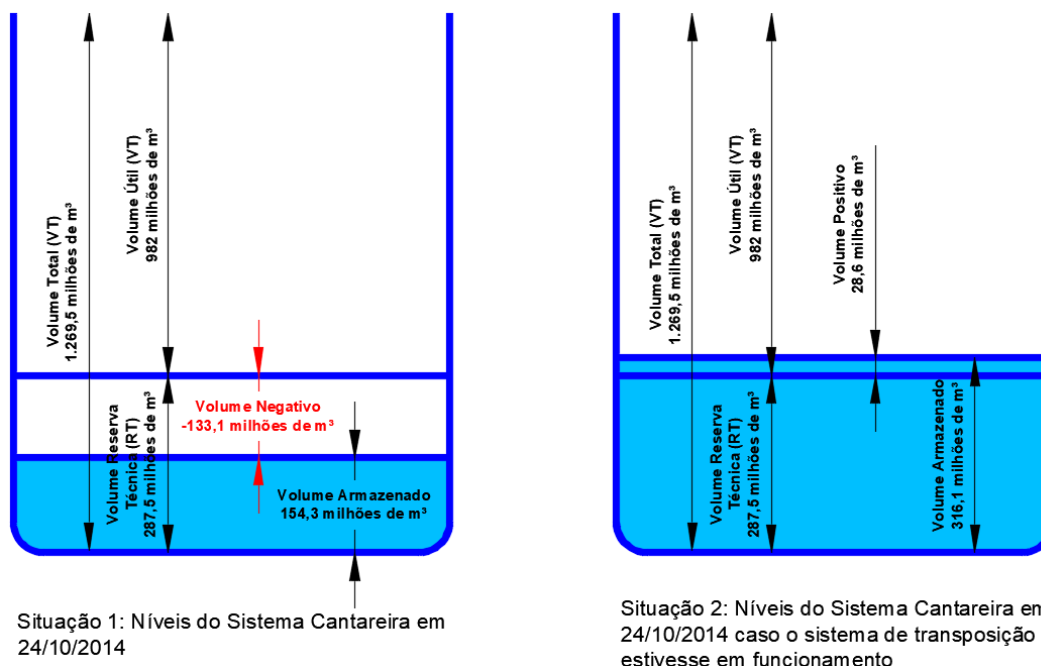 Volume Total (VT)
1.269,5 milhões de m³
Volume Útil (VT)
982 milhões de m³
Volume Reserva
Técnica (RT)
287,5 milhões de m³
Volume Negativo
-133,1 milhões de m³
Volume Armazenado
154,3 milhões de m³
Situação 1: Níveis do Sistema Cantareira em
24/10/2014
Volume Total (VT)
1.269,5 milhões de m³
Volume Útil (VT)
982 milhões de m³
Volume Positivo
28,6 milhões de m³
Volume Reserva
Técnica (RT)
287,5 milhões de m³
Volume Armazenado
316,1 milhões de m³
Situação 2: Níveis do Sistema Cantareira em
24/10/2014 caso o sistema de transposição
estivesse em funcionamento